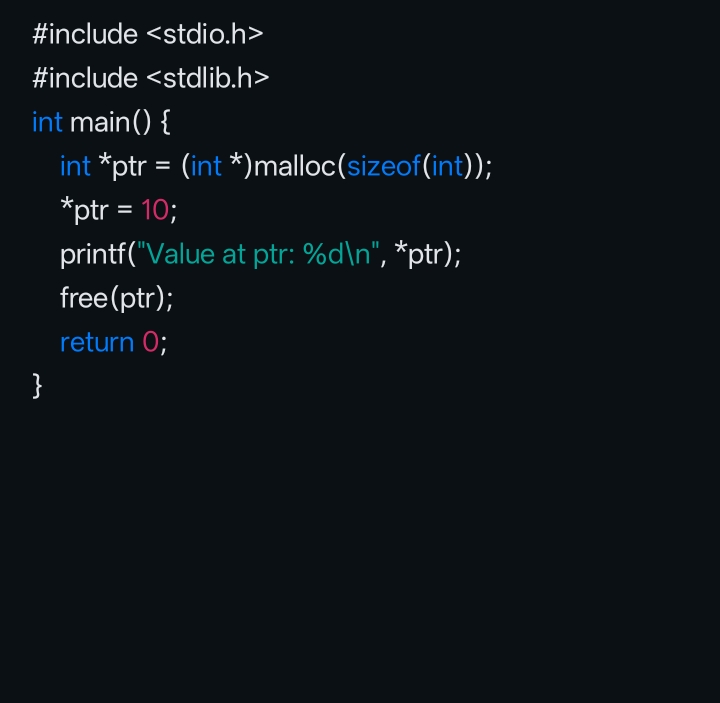 #include <stdio.h>
#include <stdlib.h>
int main() {
    int *ptr = (int *)malloc(sizeof(int));
    *ptr = 10;
    printf("Value at ptr: %d\n", *ptr);
    free(ptr);
    return 0;
}